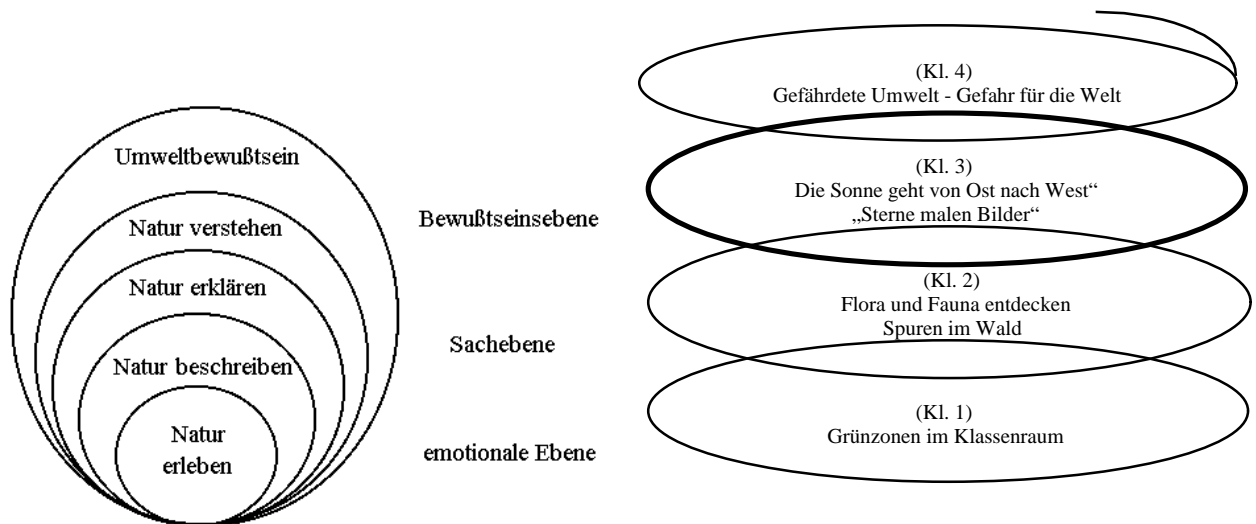 Umweltbewußtsein
Natur verstehen
Natur erklären
Natur beschreiben
Natur
erleben
Bewußtseinsebene
Sachebene
emotionale Ebene
(Kl. 4)
Gefährdete Umwelt - Gefahr für die Welt
(Kl. 3)
Die Sonne geht von Ost nach West“
„Sterne malen Bilder“
(Kl. 2)
Flora und Fauna entdecken
Spuren im Wald
(Kl. 1)
Grünzonen im Klassenraum